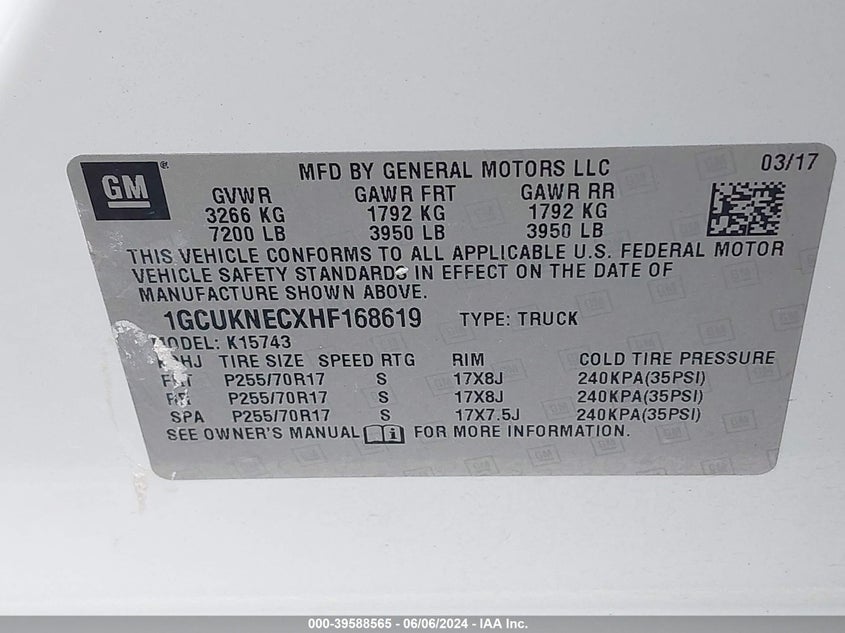 GM
MFD BY GENERAL MOTORS LLC 03/17
GVWR GAWR FRT GAWR RR
3266 KG 1792 KG 1792 KG
7200 LB 3950 LB 3950 LB
THIS VEHICLE CONFORMS TO ALL APPLICABLE U.S. FEDERAL MOTOR
VEHICLE SAFETY STANDARDS IN EFFECT ON THE DATE OF
MANUFACTURE SHOWN ABOVE.
1GCUKNECXHF168619 TYPE: TRUCK
MODEL: K15743
TIRE SIZE SPEED RTG RIM COLD TIRE PRESSURE
FRT P255/70R17 S 17X8J 240KPA(35PSI)
RR P255/70R17 S 17X8J 240KPA(35PSI)
SPA P255/70R17 S 17X7.5J 240KPA(35PSI)
SEE OWNER'S MANUAL FOR MORE INFORMATION.
000-39588565 - 06/06/2024 - IAA Inc.